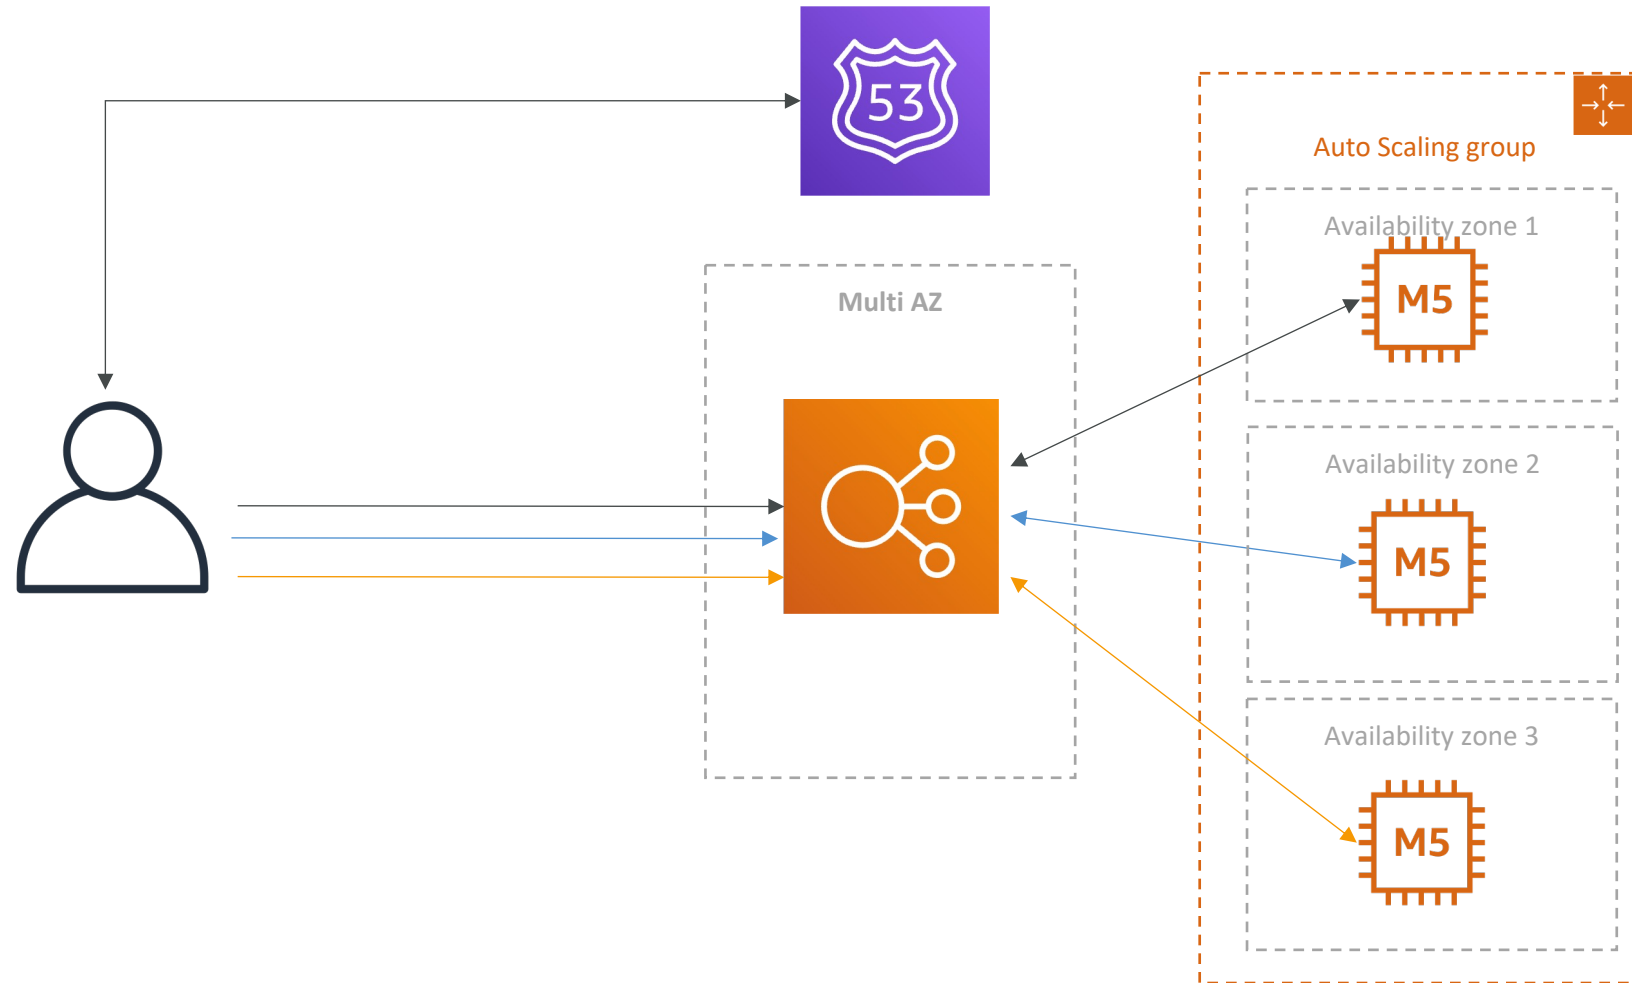 53
Auto Scaling group
Availability zone 1
M5
Multi AZ
Availability zone 2
M5
Availability zone 3
M5